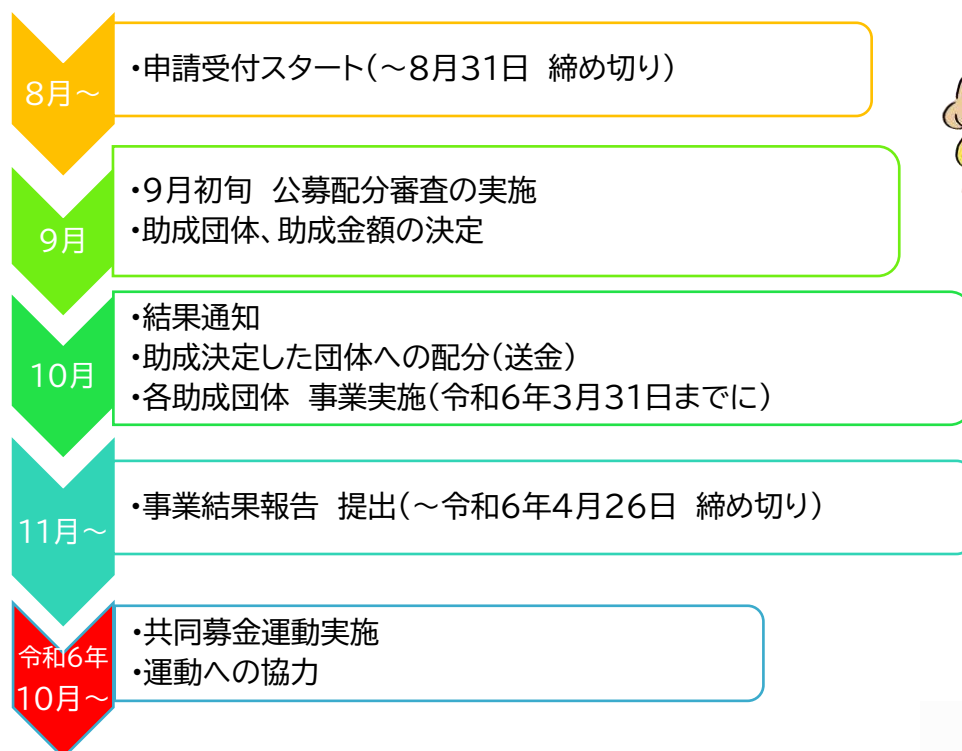 8月～
・申請受付スタート(～8月31日 締め切り)
9月
・9月初旬 公募配分審査の実施
・助成団体、助成金額の決定
10月
・結果通知
・助成決定した団体への配分(送金)
・各助成団体 事業実施(令和6年3月31日までに)
11月～
・事業結果報告 提出(～令和6年4月26日 締め切り)
令和6年
10月～
・共同募金運動実施
・運動への協力